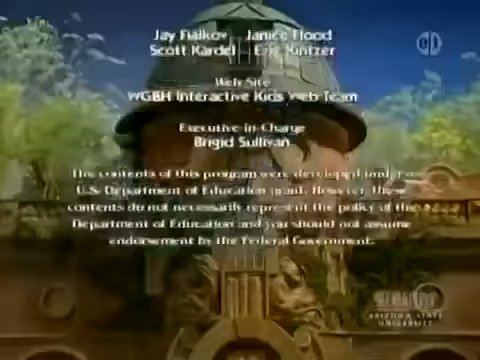 Jay Fialkov Janice Flood
Scott Kardel Eric Kintzer
Web Site
WGBH Interactive Kids Web Team
Executive in Charge
Brigid Sullivan
The contents of this program were developed under a
U.S. Department of Education grant. However, these
contents do not necessarily represent the policy of the
Department of Education and you should not assume
endorsement by the Federal Government.
ARIZONA STATE
UNIVERSITY